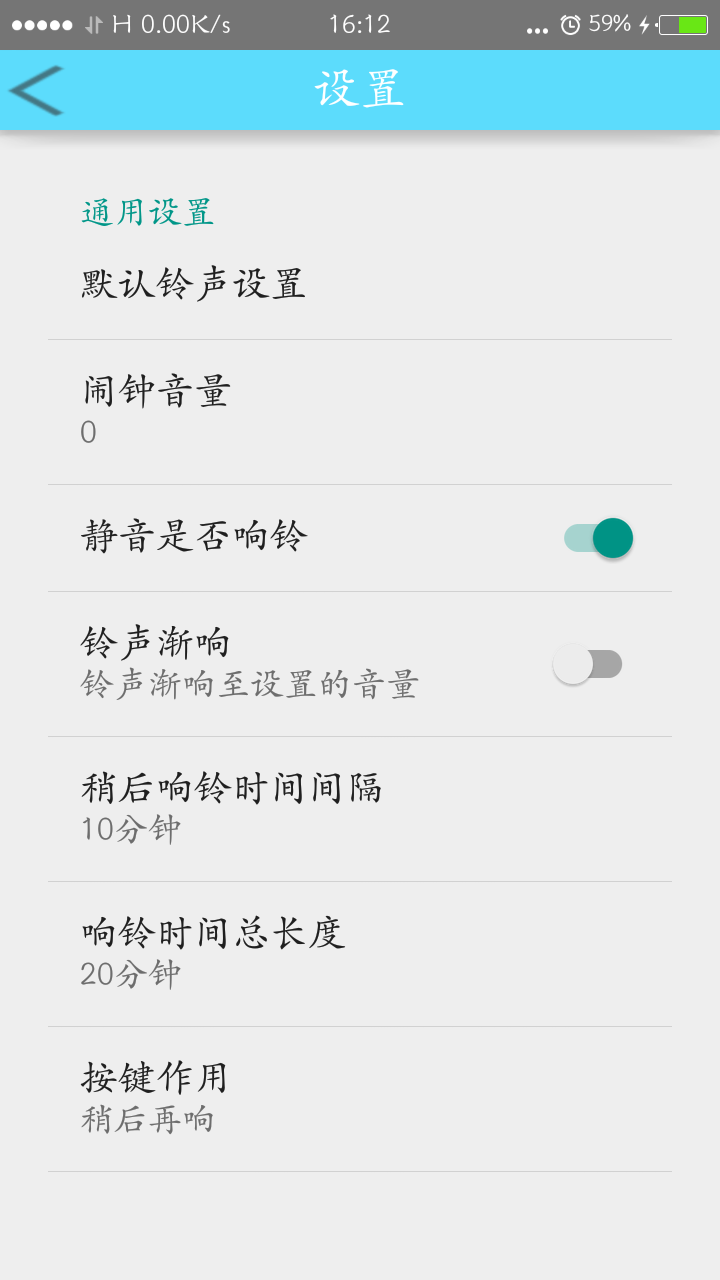 H 0.00K/s 16:12 ... 59%
设置
通用设置
默认铃声设置
闹钟音量
0
静音是否响铃
铃声渐响
铃声渐响至设置的音量
稍后响铃时间间隔
10分钟
响铃时间总长度
20分钟
按键作用
稍后再响